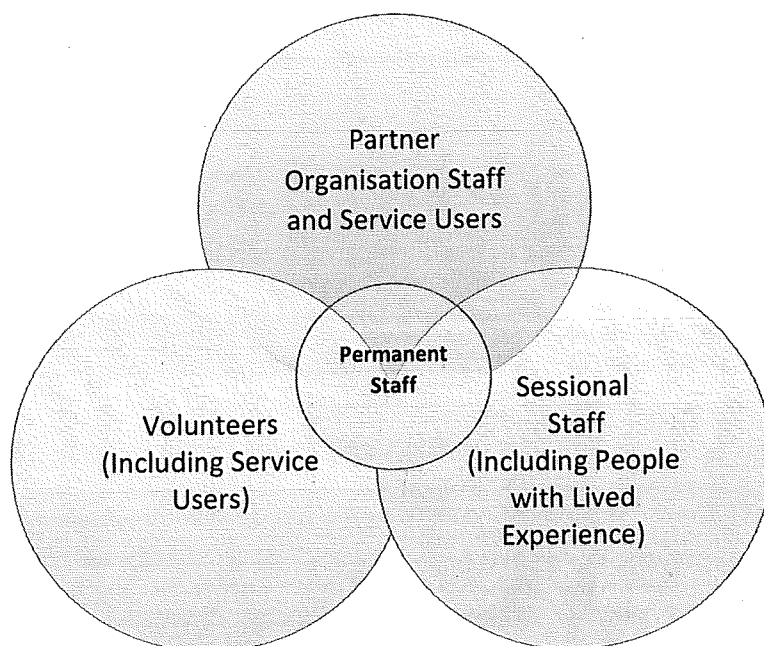 Partner
Organisation Staff
and Service Users
Permanent
Staff
Volunteers
(Including Service
Users)
Sessional
Staff
(Including People
with Lived
Experience)